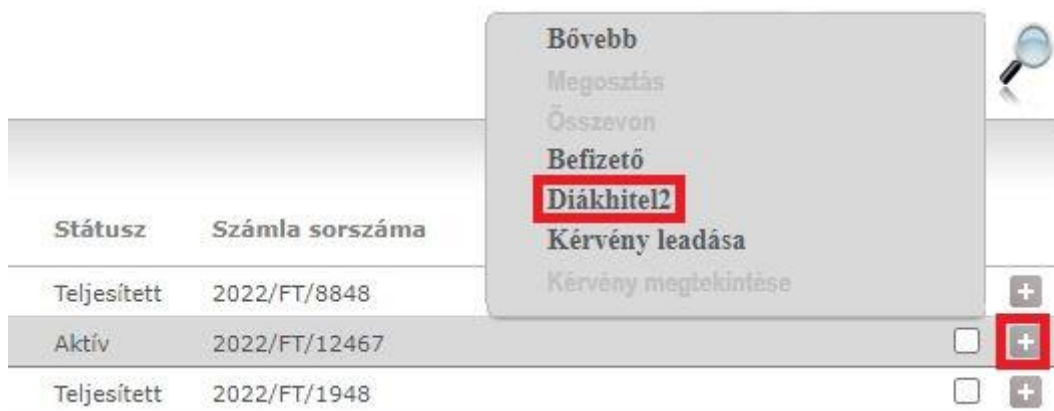 Bővebb
Megosztás
Összevon
Befizető
Diákhitel2
Kérvény leadása
Kérvény megtekintése
Státusz Számla sorszáma
Teljesített 2022/FT/8848
Aktív 2022/FT/12467
Teljesített 2022/FT/1948